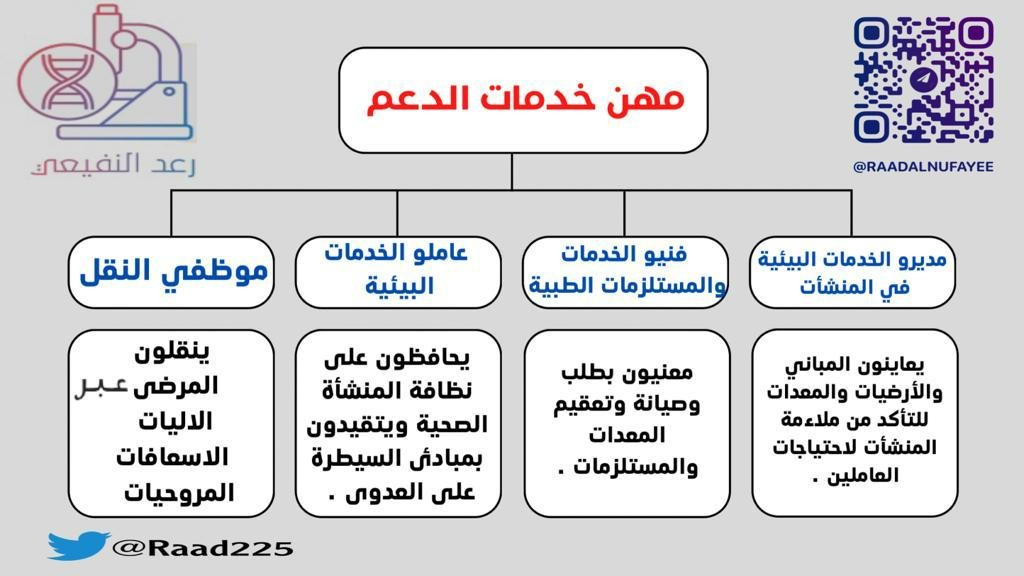 مهن خدمات الدعم
رعد النفيعي
@RAADALNUFAYEE
مديرو الخدمات البيئية
في المنشأت
يعاينون المباني
والأرضيات والمعدات
للتأكد من ملاءمة
المنشأت لاحتياجات
العاملين .
فنيو الخدمات
والمستلزمات الطبية
معنيون بطلب
وصيانة وتعقيم
المعدات
والمستلزمات .
عاملو الخدمات
البيئية
يحافظون على
نظافة المنشأة
الصحية ويتقيدون
بمبادئ السيطرة
على العدوى .
موظفي النقل
ينقلون
المرضى عبر
الاليات
الاسعافات
المروحيات
@Raad225